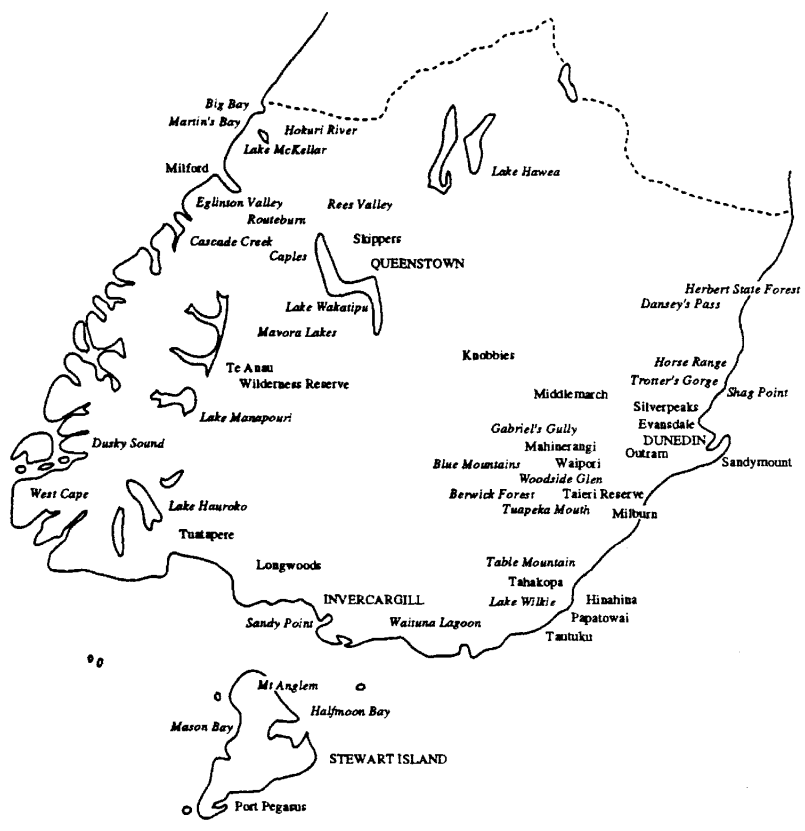 Big Bay
Martin's Bay
Hokuri River
Lake McKellar
Milford
Lake Hawea
Eglinson Valley
Rees Valley
Routeburn
Cascade Creek
Skippers
Caples
QUEENSTOWN
Herbert State Forest
Dansey's Pass
Lake Wakatipu
Mavora Lakes
Knobbies
Te Anau
Horse Range
Wilderness Reserve
Trotter's Gorge
Middlemarch
Shag Point
Lake Manapouri
Silverpeaks
Gabriel's Gully
Evansdale
Dusky Sound
DUNEDIN
Mahinerangi
Outram
Blue Mountains
Waipori
Sandymount
Woodside Glen
West Cape
Berwick Forest
Taieri Reserve
Lake Hauroko
Tuapeka Mouth
Milburn
Tuatapere
Longwoods
Table Mountain
Tahakopa
INVERCARGILL
Lake Wilkie
Hinahina
Sandy Point
Waituna Lagoon
Papatowai
Tautuku
Mt Anglem
Halfmoon Bay
Mason Bay
STEWART ISLAND
Port Pegasus